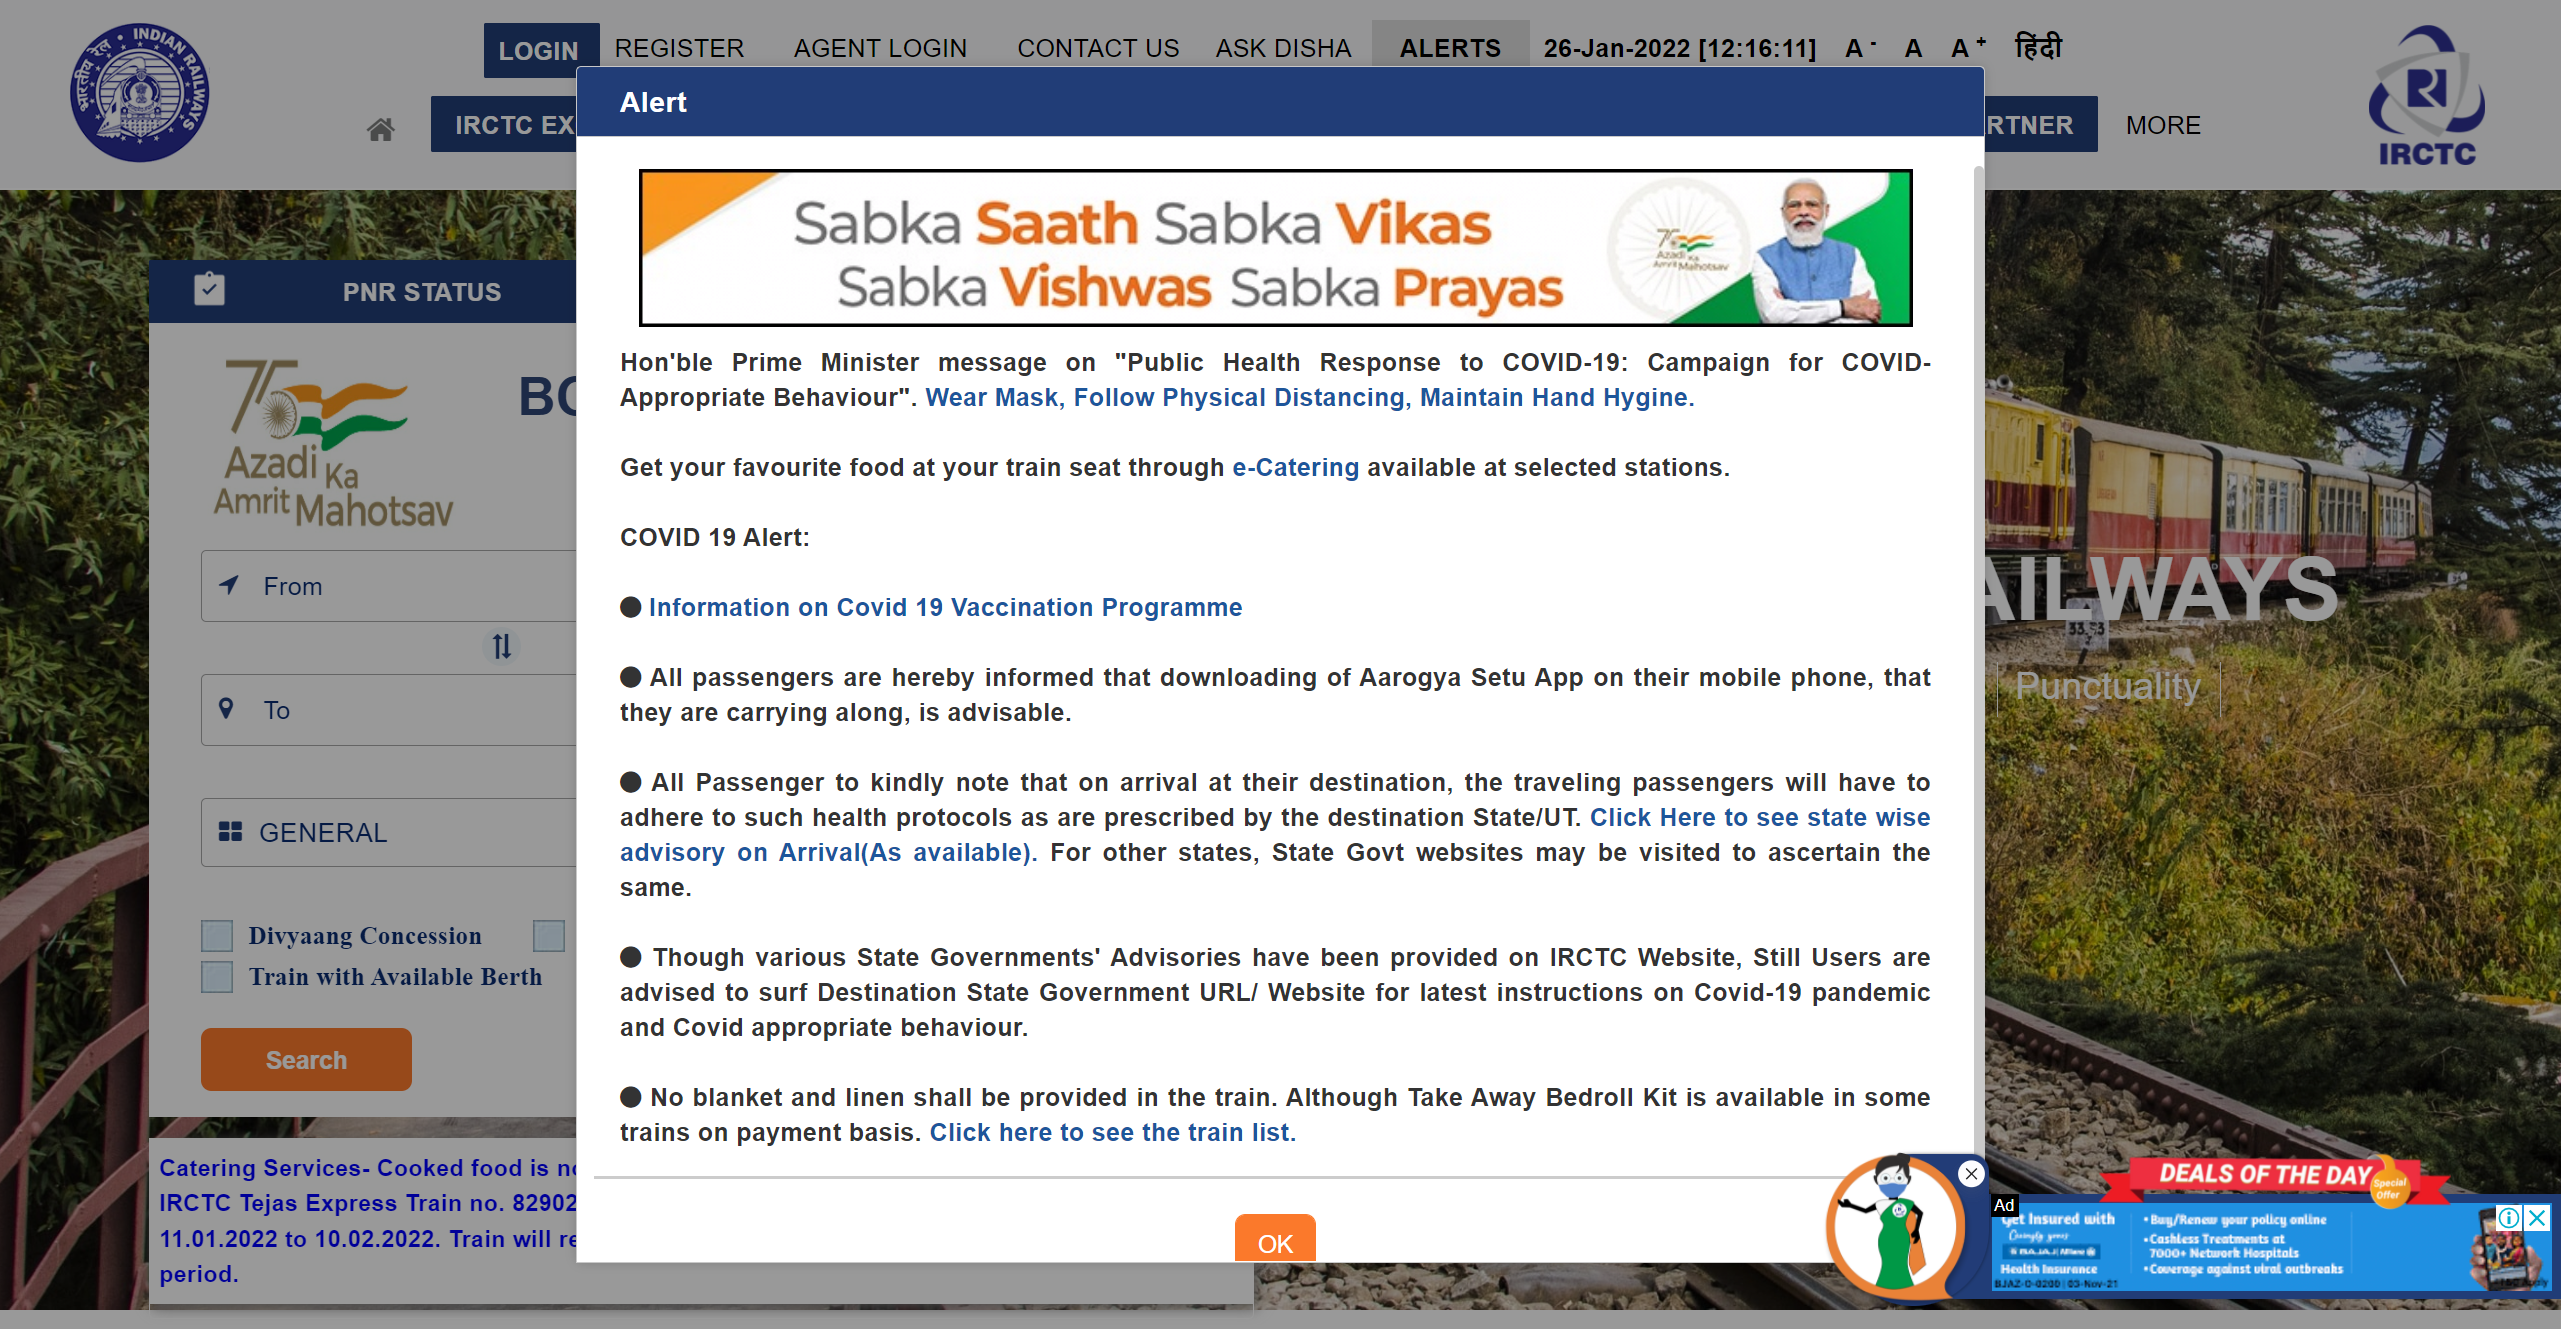 LOGIN
REGISTER
AGENT LOGIN
CONTACT US
ASK DISHA
ALERTS
26-Jan-2022 [12:16:11]
A -
A
A +
हिंदी
भारतीय रेल
INDIAN RAILWAYS
IRCTC EX
RTNER
MORE
IRCTC
Alert
Sabka Saath Sabka Vikas
Sabka Vishwas Sabka Prayas
75
Azadi Ka
Amrit Mahotsav
Hon'ble Prime Minister message on "Public Health Response to COVID-19: Campaign for COVID-
Appropriate Behaviour". Wear Mask, Follow Physical Distancing, Maintain Hand Hygine.
Get your favourite food at your train seat through e-Catering available at selected stations.
COVID 19 Alert:
● Information on Covid 19 Vaccination Programme
● All passengers are hereby informed that downloading of Aarogya Setu App on their mobile phone, that
they are carrying along, is advisable.
● All Passenger to kindly note that on arrival at their destination, the traveling passengers will have to
adhere to such health protocols as are prescribed by the destination State/UT. Click Here to see state wise
advisory on Arrival(As available). For other states, State Govt websites may be visited to ascertain the
same.
● Though various State Governments' Advisories have been provided on IRCTC Website, Still Users are
advised to surf Destination State Government URL/ Website for latest instructions on Covid-19 pandemic
and Covid appropriate behaviour.
● No blanket and linen shall be provided in the train. Although Take Away Bedroll Kit is available in some
trains on payment basis. Click here to see the train list.
OK
PNR STATUS
75
Azadi Ka
Amrit Mahotsav
BO
From
To
GENERAL
Divyaang Concession
Train with Available Berth
Search
Catering Services- Cooked food is no
IRCTC Tejas Express Train no. 82902
11.01.2022 to 10.02.2022. Train will re
period.
AILWAYS
Punctuality
DEALS OF THE DAY
Special
Offer
Ad
Get Insured with
Caringly yours
BAJAJ Allianz
Health Insurance
BJAZ-O-0200 | 03-Nov-21
• Buy/Renew your policy online
• Cashless Treatments at
7000+ Network Hospitals
• Coverage against viral outbreaks